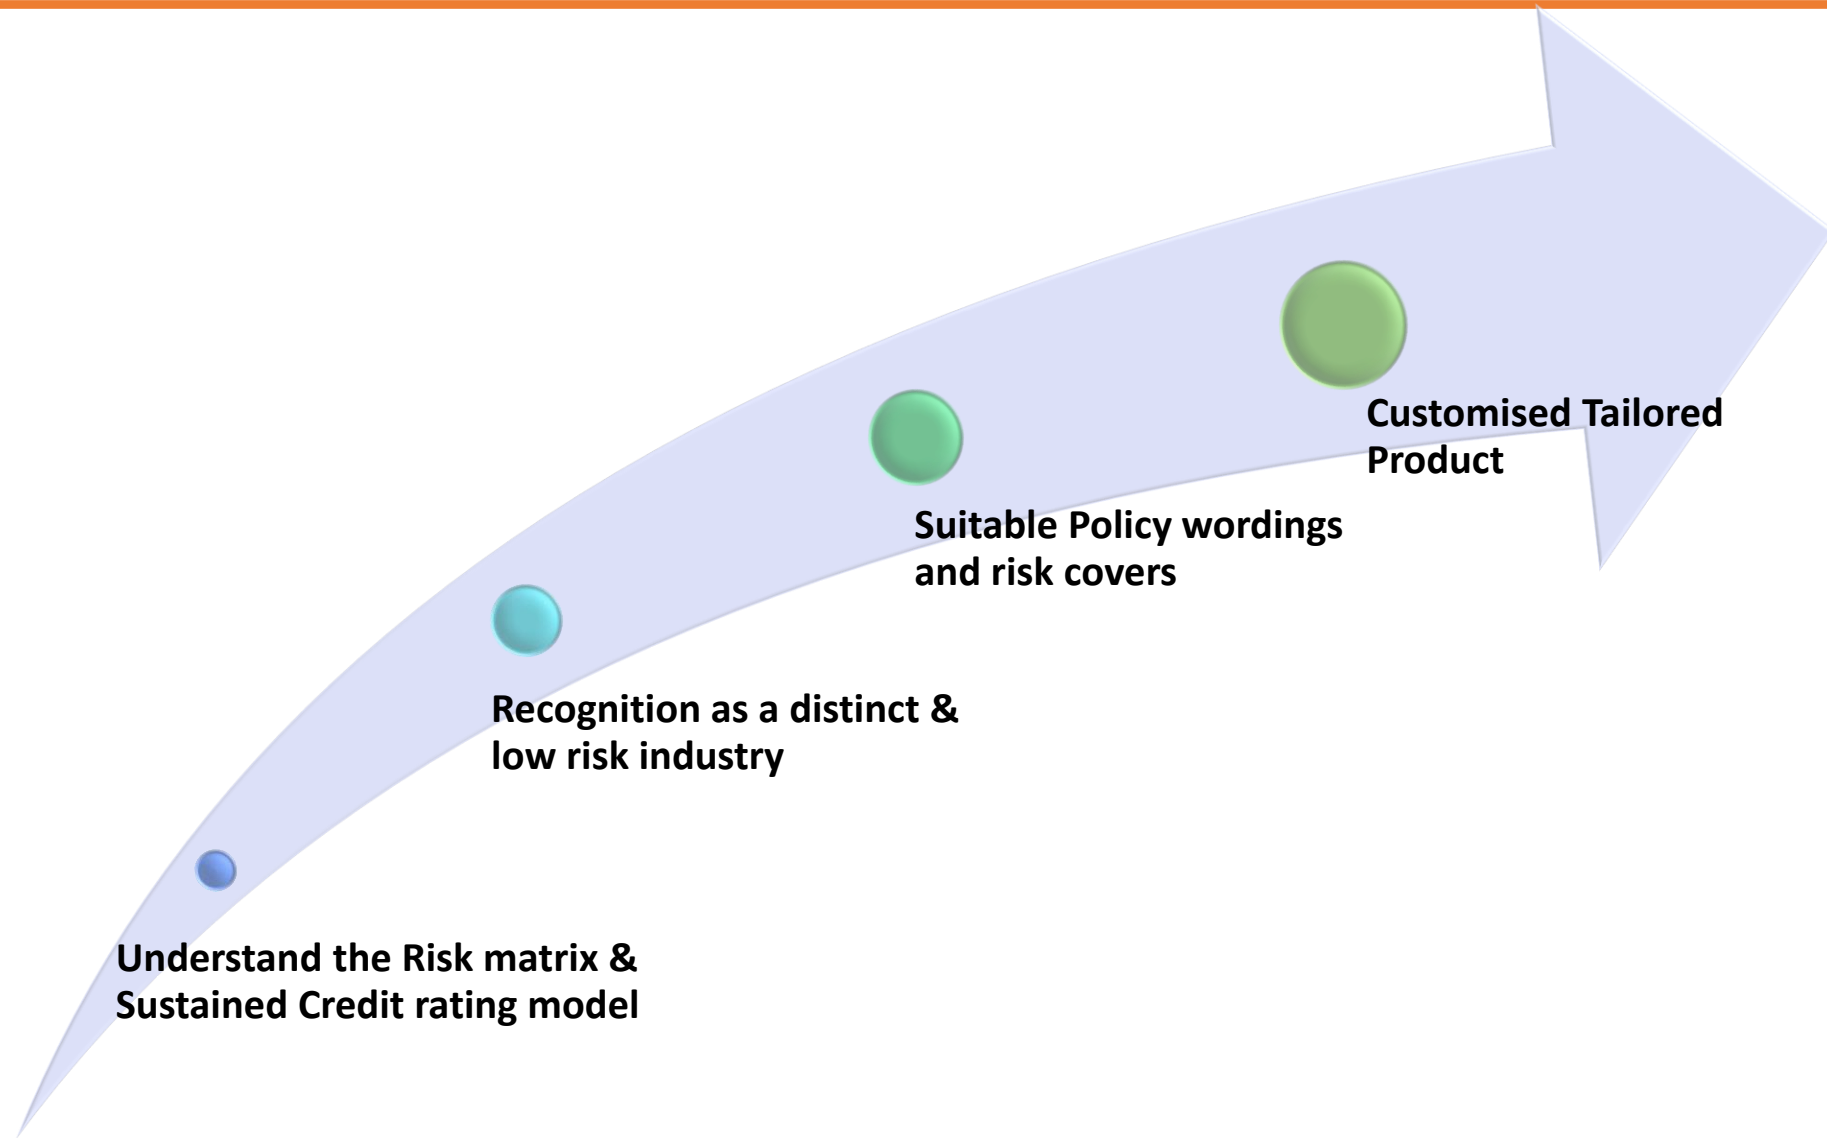 Customised Tailored
Product
Suitable Policy wordings
and risk covers
Recognition as a distinct &
low risk industry
Understand the Risk matrix &
Sustained Credit rating model